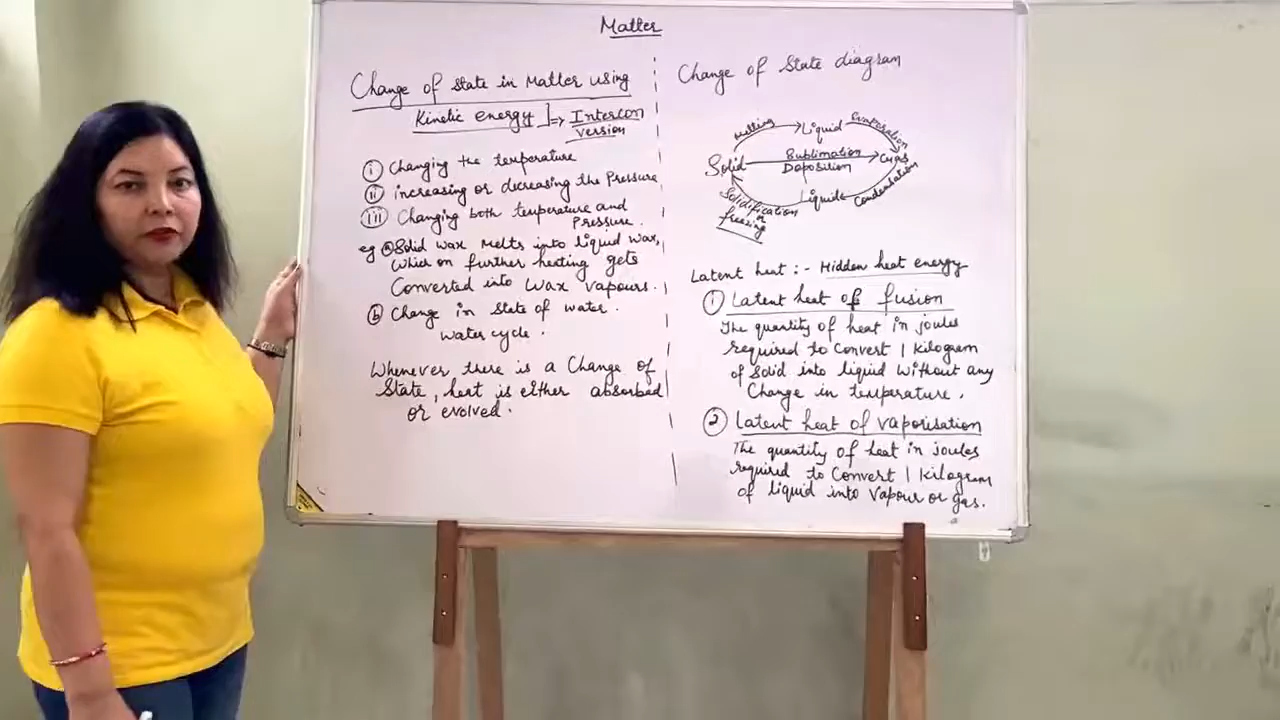 Matter
Change of state in Matter using
Kinetic energy ] => Intercon
version
(i) Changing the temperature
(ii) increasing or decreasing the Pressure
(iii) Changing both temperature and
Pressure.
eg (a) Solid wax melts into liquid wax,
which on further heating gets
Converted into wax vapours.
(b) Change in State of water.
water cycle.
Whenever there is a Change of
State, heat is either absorbed
or evolved.
Change of State diagram
Melting
Liquid
Evaporation
Solid
Sublimation
Deposition
Gas
Liquid
Condensation
Solidification
or
freezing
Latent heat :- Hidden heat energy
(1) Latent heat of fusion
The quantity of heat in joules
required to Convert 1 kilogram
of Solid into liquid without any
Change in temperature.
(2) Latent heat of vaporisation
The quantity of heat in joules
required to Convert 1 kilogram
of liquid into vapour or gas.